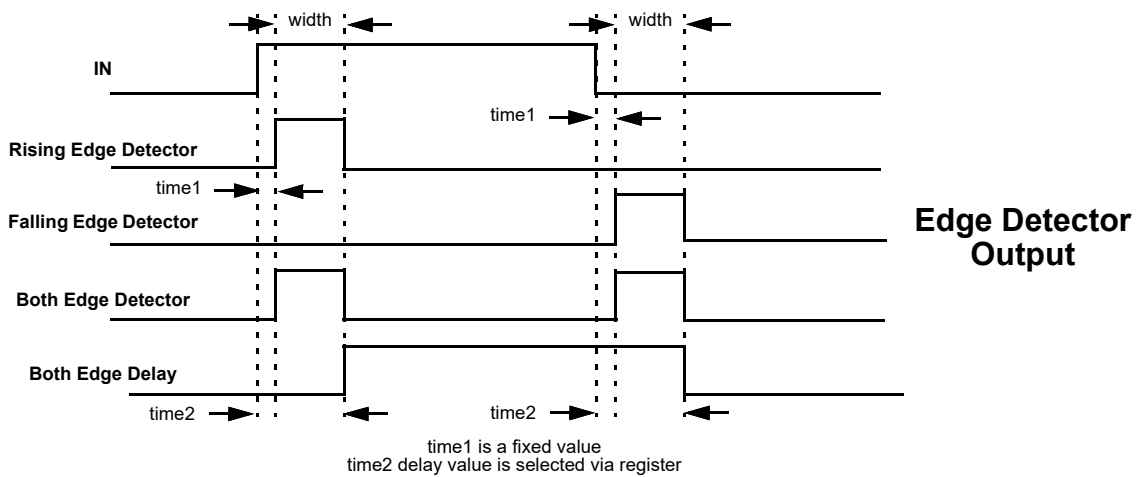 width
width
IN
time1
Rising Edge Detector
time1
Falling Edge Detector
Edge Detector
Output
Both Edge Detector
Both Edge Delay
time2
time2
time1 is a fixed value
time2 delay value is selected via register